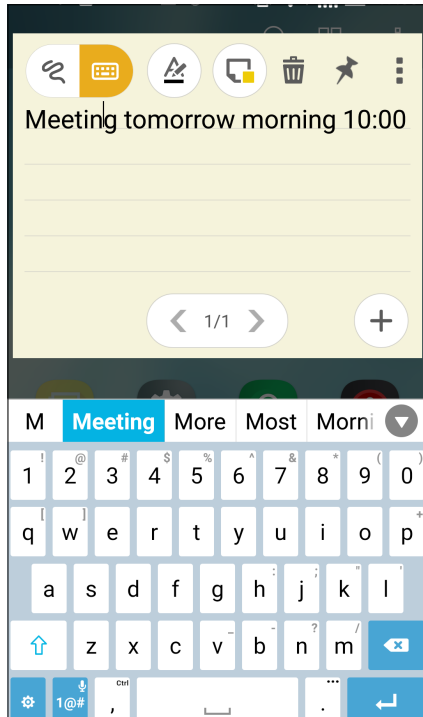 Meeting tomorrow morning 10:00
1/1
M Meeting More Most Morni
! @ # $ % ^ & * ( )
1 2 3 4 5 6 7 8 9 0
[ ] +
q w e r t y u i o p
: ; " '
a s d f g h j k l
_ - ? /
z x c v b n m
Ctrl
1@# , .